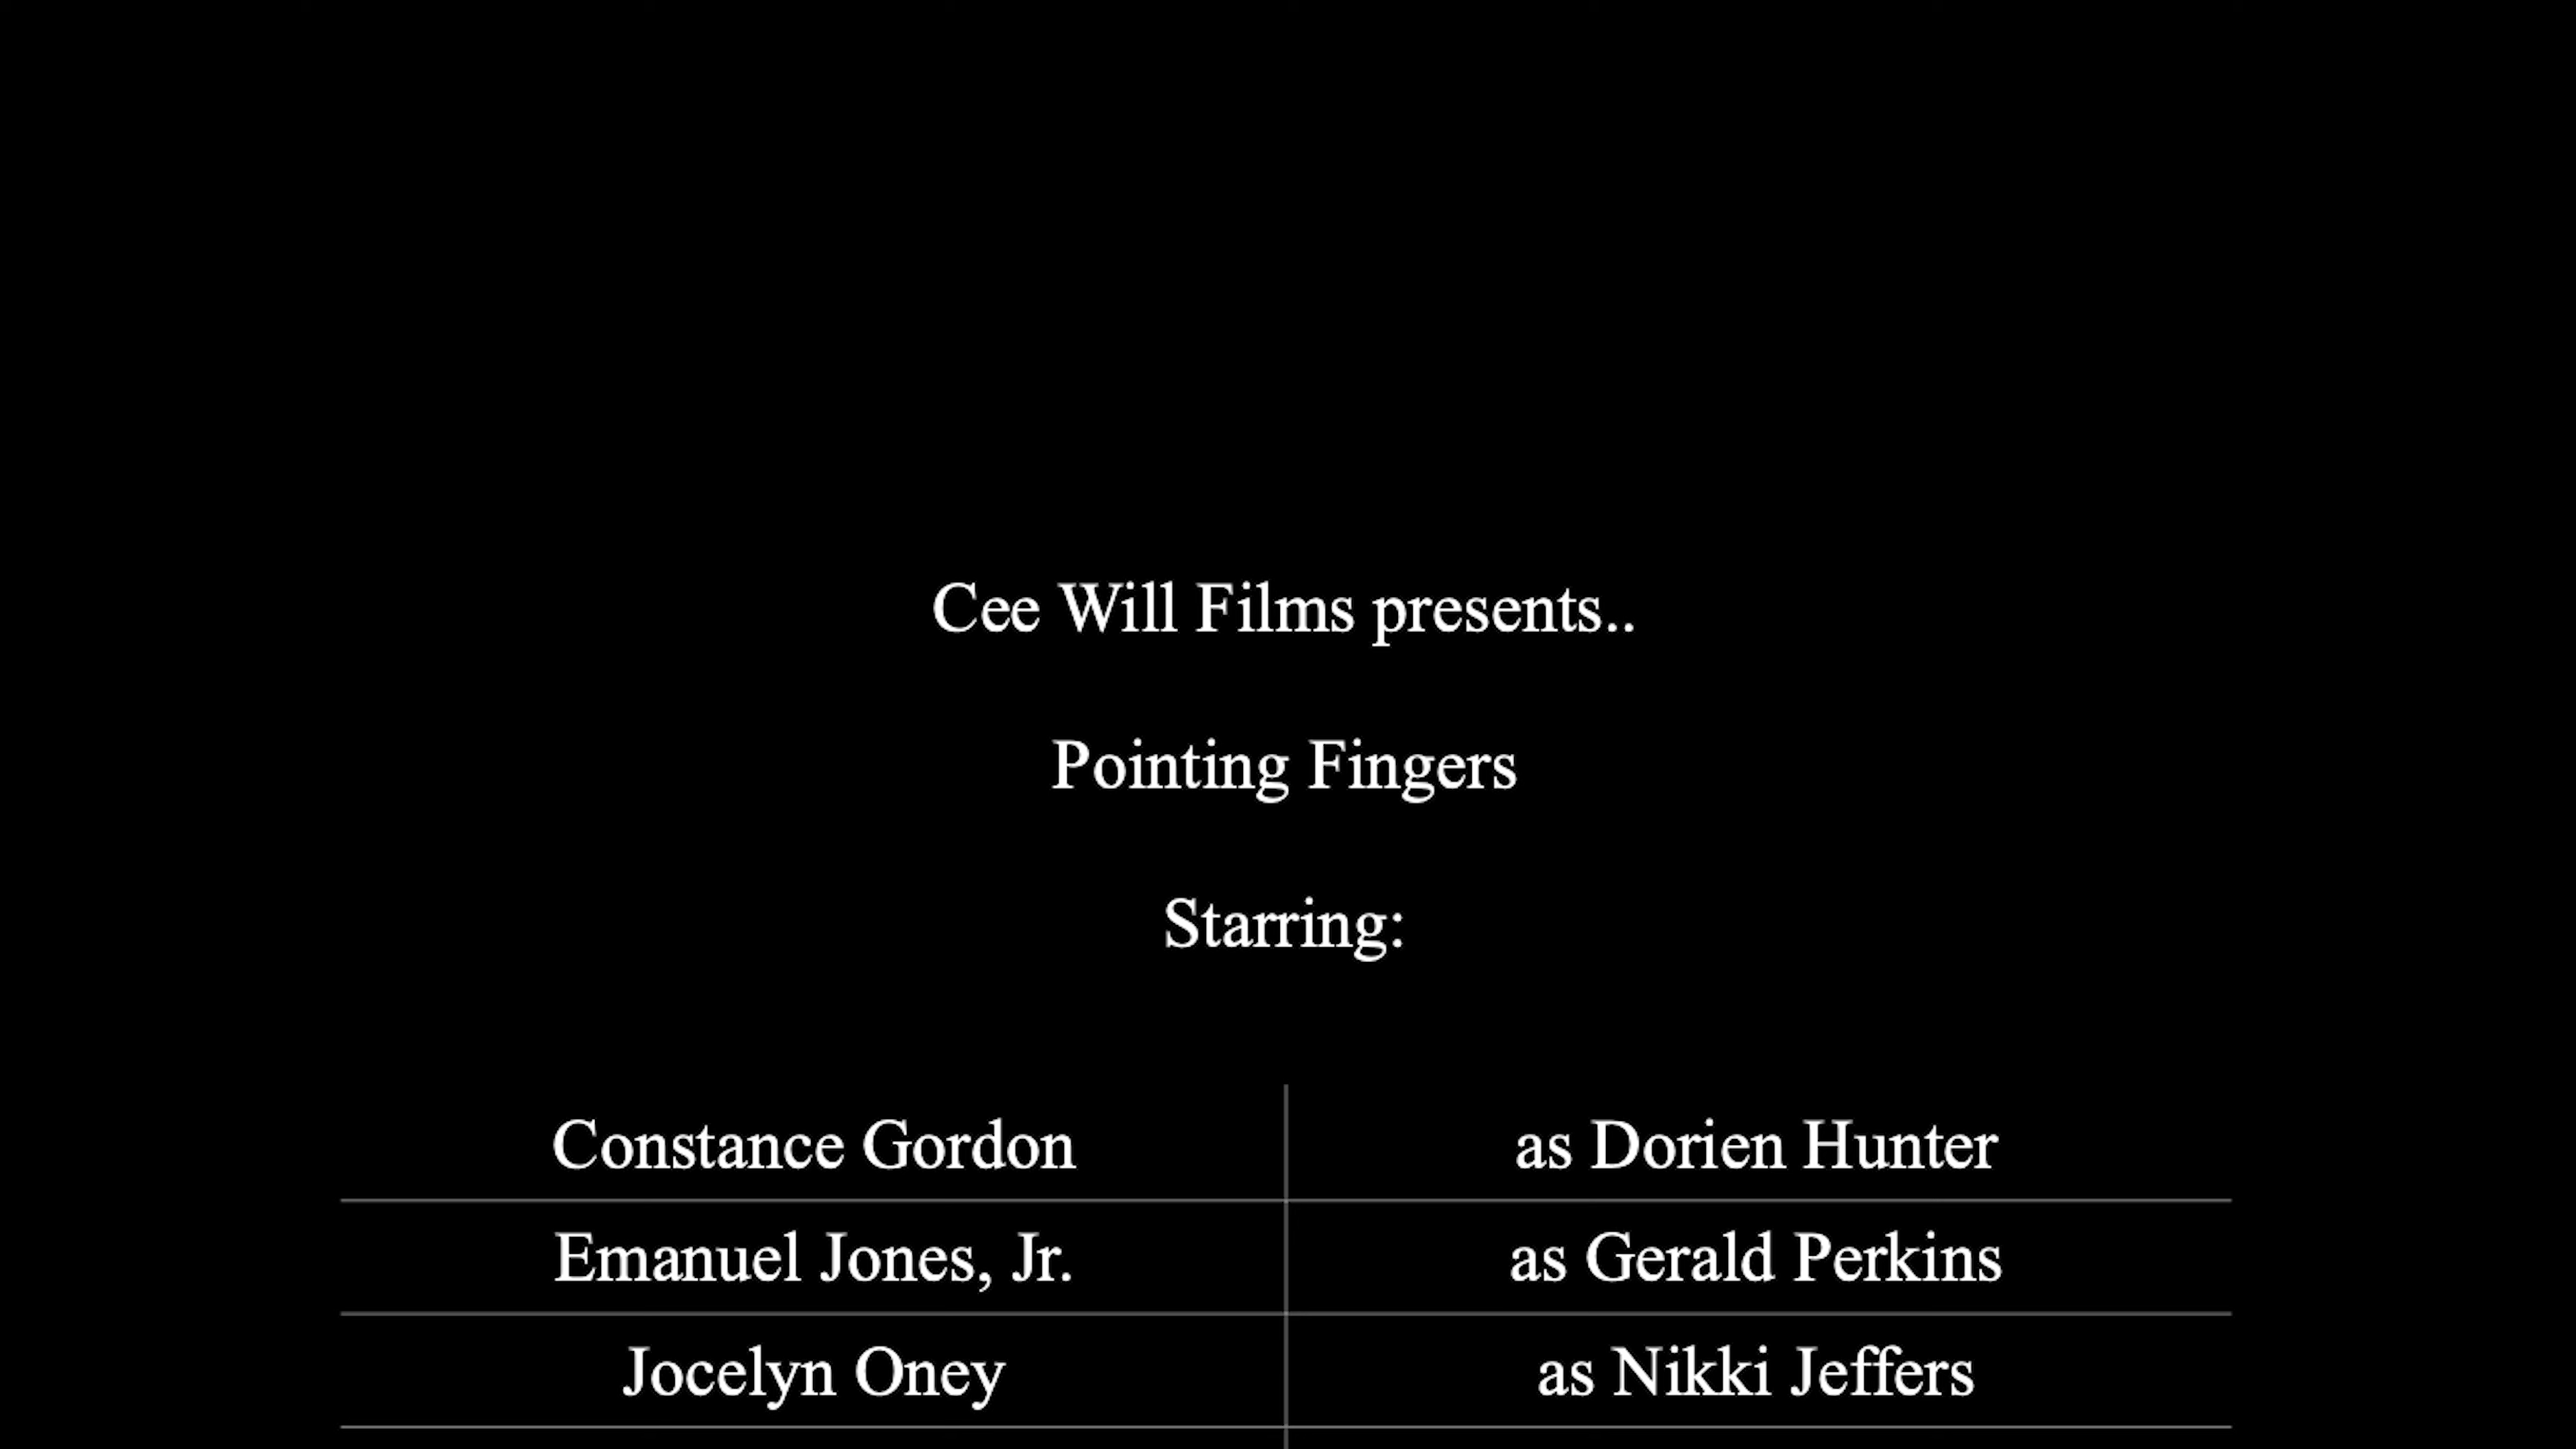 Cee Will Films presents..
Pointing Fingers
Starring:
Constance Gordon as Dorien Hunter
Emanuel Jones, Jr. as Gerald Perkins
Jocelyn Oney as Nikki Jeffers